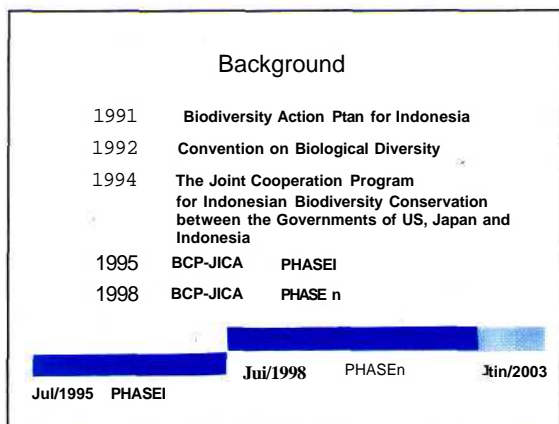 Background
1991 Biodiversity Action Ptan for Indonesia
1992 Convention on Biological Diversity
1994 The Joint Cooperation Program
for Indonesian Biodiversity Conservation
between the Governments of US, Japan and
Indonesia
1995 BCP-JICA PHASEI
1998 BCP-JICA PHASE n
Jui/1998 PHASEn Jtin/2003
Jul/1995 PHASEI